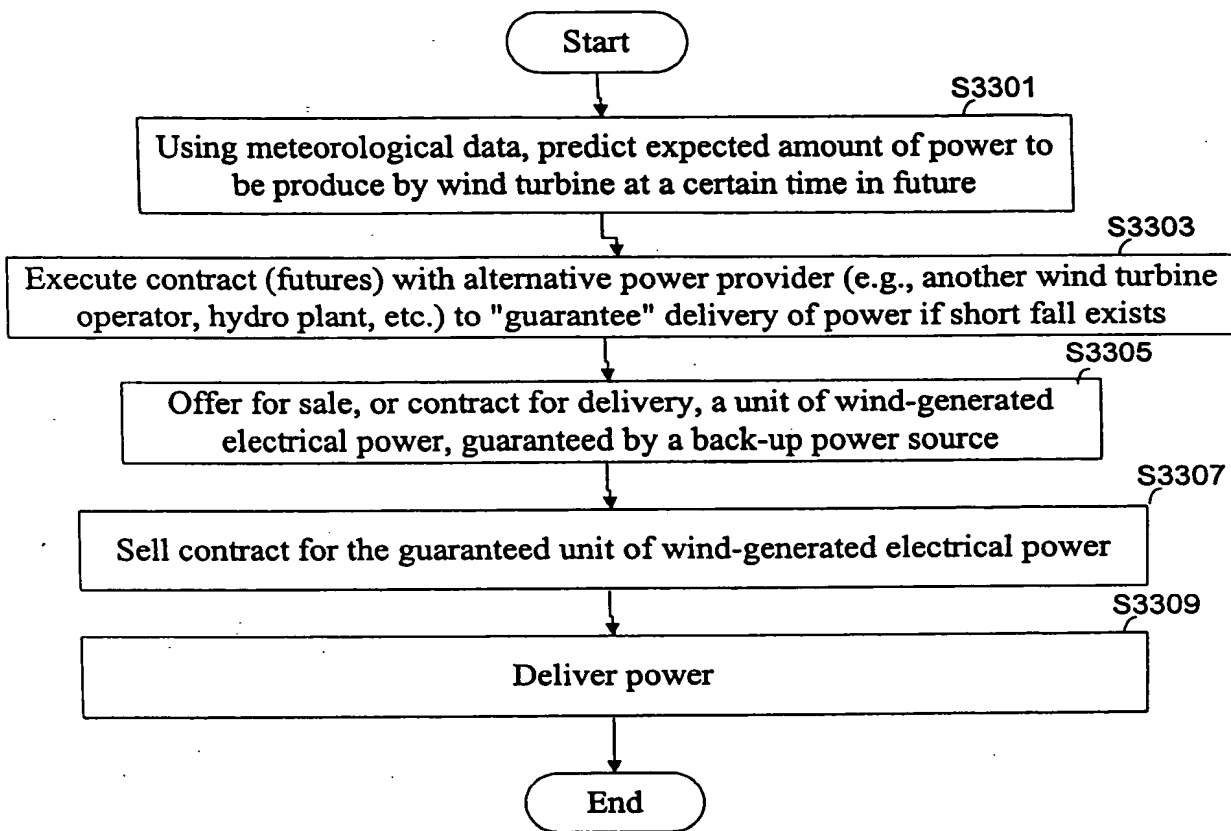 Start
S3301
Using meteorological data, predict expected amount of power to
be produce by wind turbine at a certain time in future
S3303
Execute contract (futures) with alternative power provider (e.g., another wind turbine
operator, hydro plant, etc.) to "guarantee" delivery of power if short fall exists
S3305
Offer for sale, or contract for delivery, a unit of wind-generated
electrical power, guaranteed by a back-up power source
S3307
Sell contract for the guaranteed unit of wind-generated electrical power
S3309
Deliver power
End